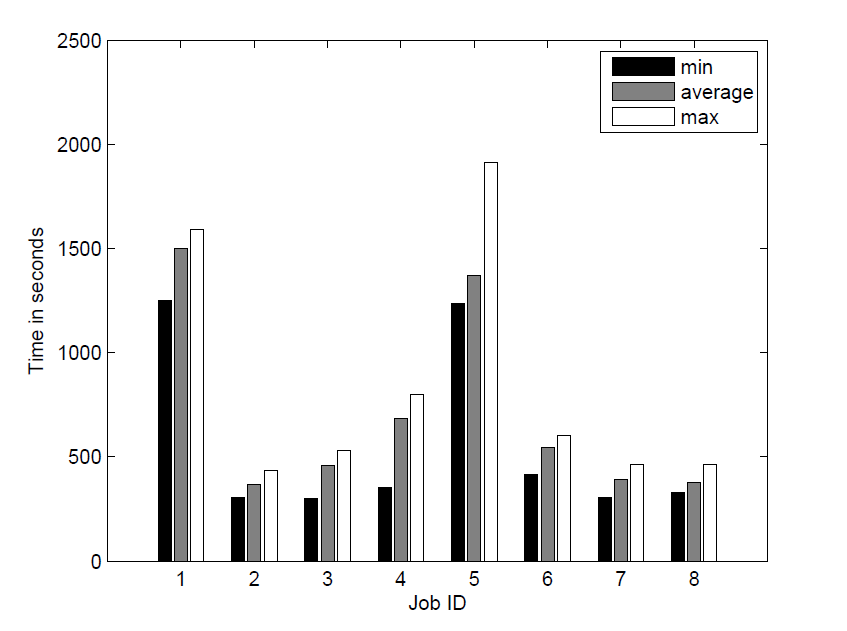 2500
2000
1500
1000
500
0
Time in seconds
min
average
max
1 2 3 4 5 6 7 8
Job ID